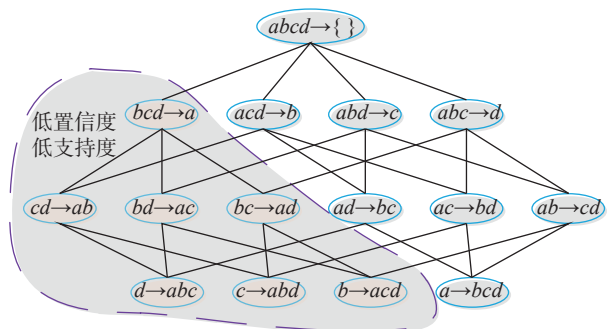 abcd→{ }
bcd→a acd→b abd→c abc→d
低置信度
低支持度
cd→ab bd→ac bc→ad ad→bc ac→bd ab→cd
d→abc c→abd b→acd a→bcd